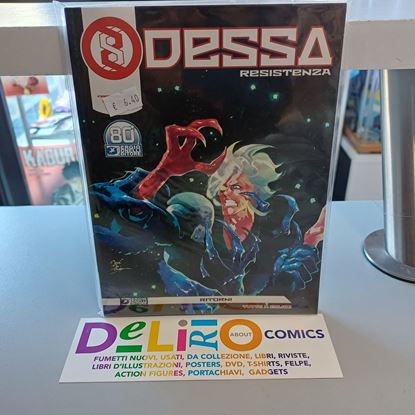 8
ODESSA
RESISTENZA
€ 6,40
80
SERGIO
BONELLI
EDITORE
RITORNI
DeLiRiO ABOUT COMICS
FUMETTI NUOVI, USATI, DA COLLEZIONE, LIBRI, RIVISTE,
LIBRI D'ILLUSTRAZIONI, POSTERS, DVD, T-SHIRTS, FELPE,
ACTION FIGURES, PORTACHIAVI, GADGETS